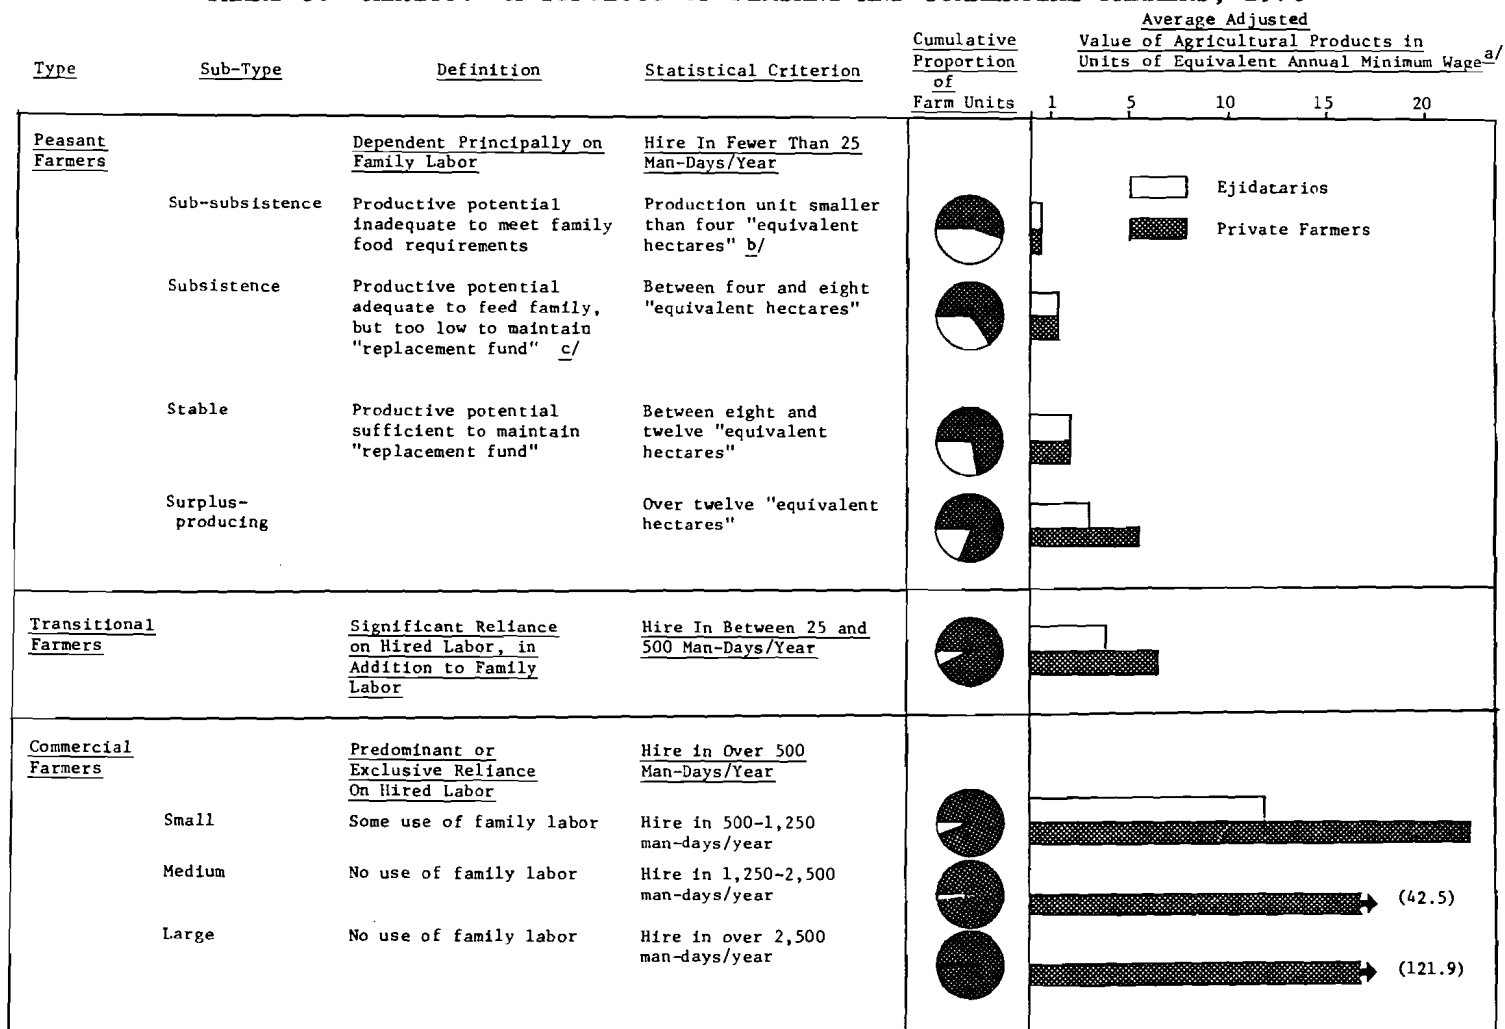 Average Adjusted
Cumulative Value of Agricultural Products in
Type Sub-Type Definition Statistical Criterion Proportion Units of Equivalent Annual Minimum Wage a/
of
Farm Units 1 5 10 15 20
Peasant Dependent Principally on Hire In Fewer Than 25
Farmers Family Labor Man-Days/Year
Ejidatarios
Sub-subsistence Productive potential Production unit smaller
inadequate to meet family than four "equivalent Private Farmers
food requirements hectares" b/
Subsistence Productive potential Between four and eight
adequate to feed family, "equivalent hectares"
but too low to maintain
"replacement fund" c/
Stable Productive potential Between eight and
sufficient to maintain twelve "equivalent
"replacement fund" hectares"
Surplus- Over twelve "equivalent
producing hectares"
Transitional Significant Reliance Hire In Between 25 and
Farmers on Hired Labor, in 500 Man-Days/Year
Addition to Family
Labor
Commercial Predominant or Hire in Over 500
Farmers Exclusive Reliance Man-Days/Year
On Hired Labor
Small Some use of family labor Hire in 500-1,250
man-days/year
Medium No use of family labor Hire in 1,250-2,500
man-days/year (42.5)
Large No use of family labor Hire in over 2,500
man-days/year (121.9)